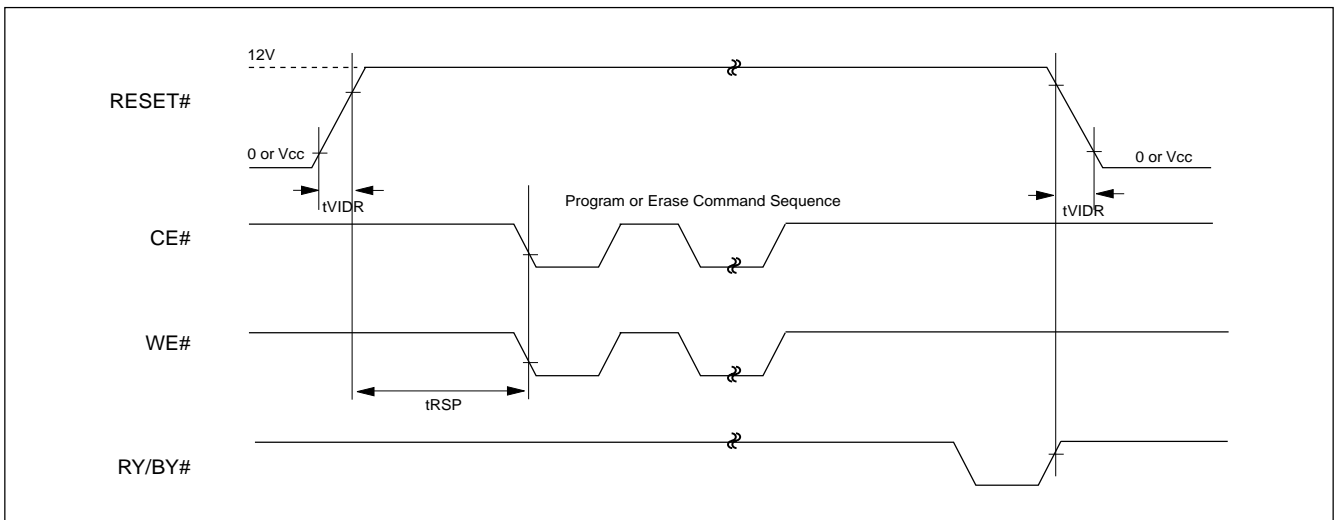 12V
RESET#
0 or Vcc
0 or Vcc
tVIDR
Program or Erase Command Sequence
tVIDR
CE#
WE#
tRSP
RY/BY#